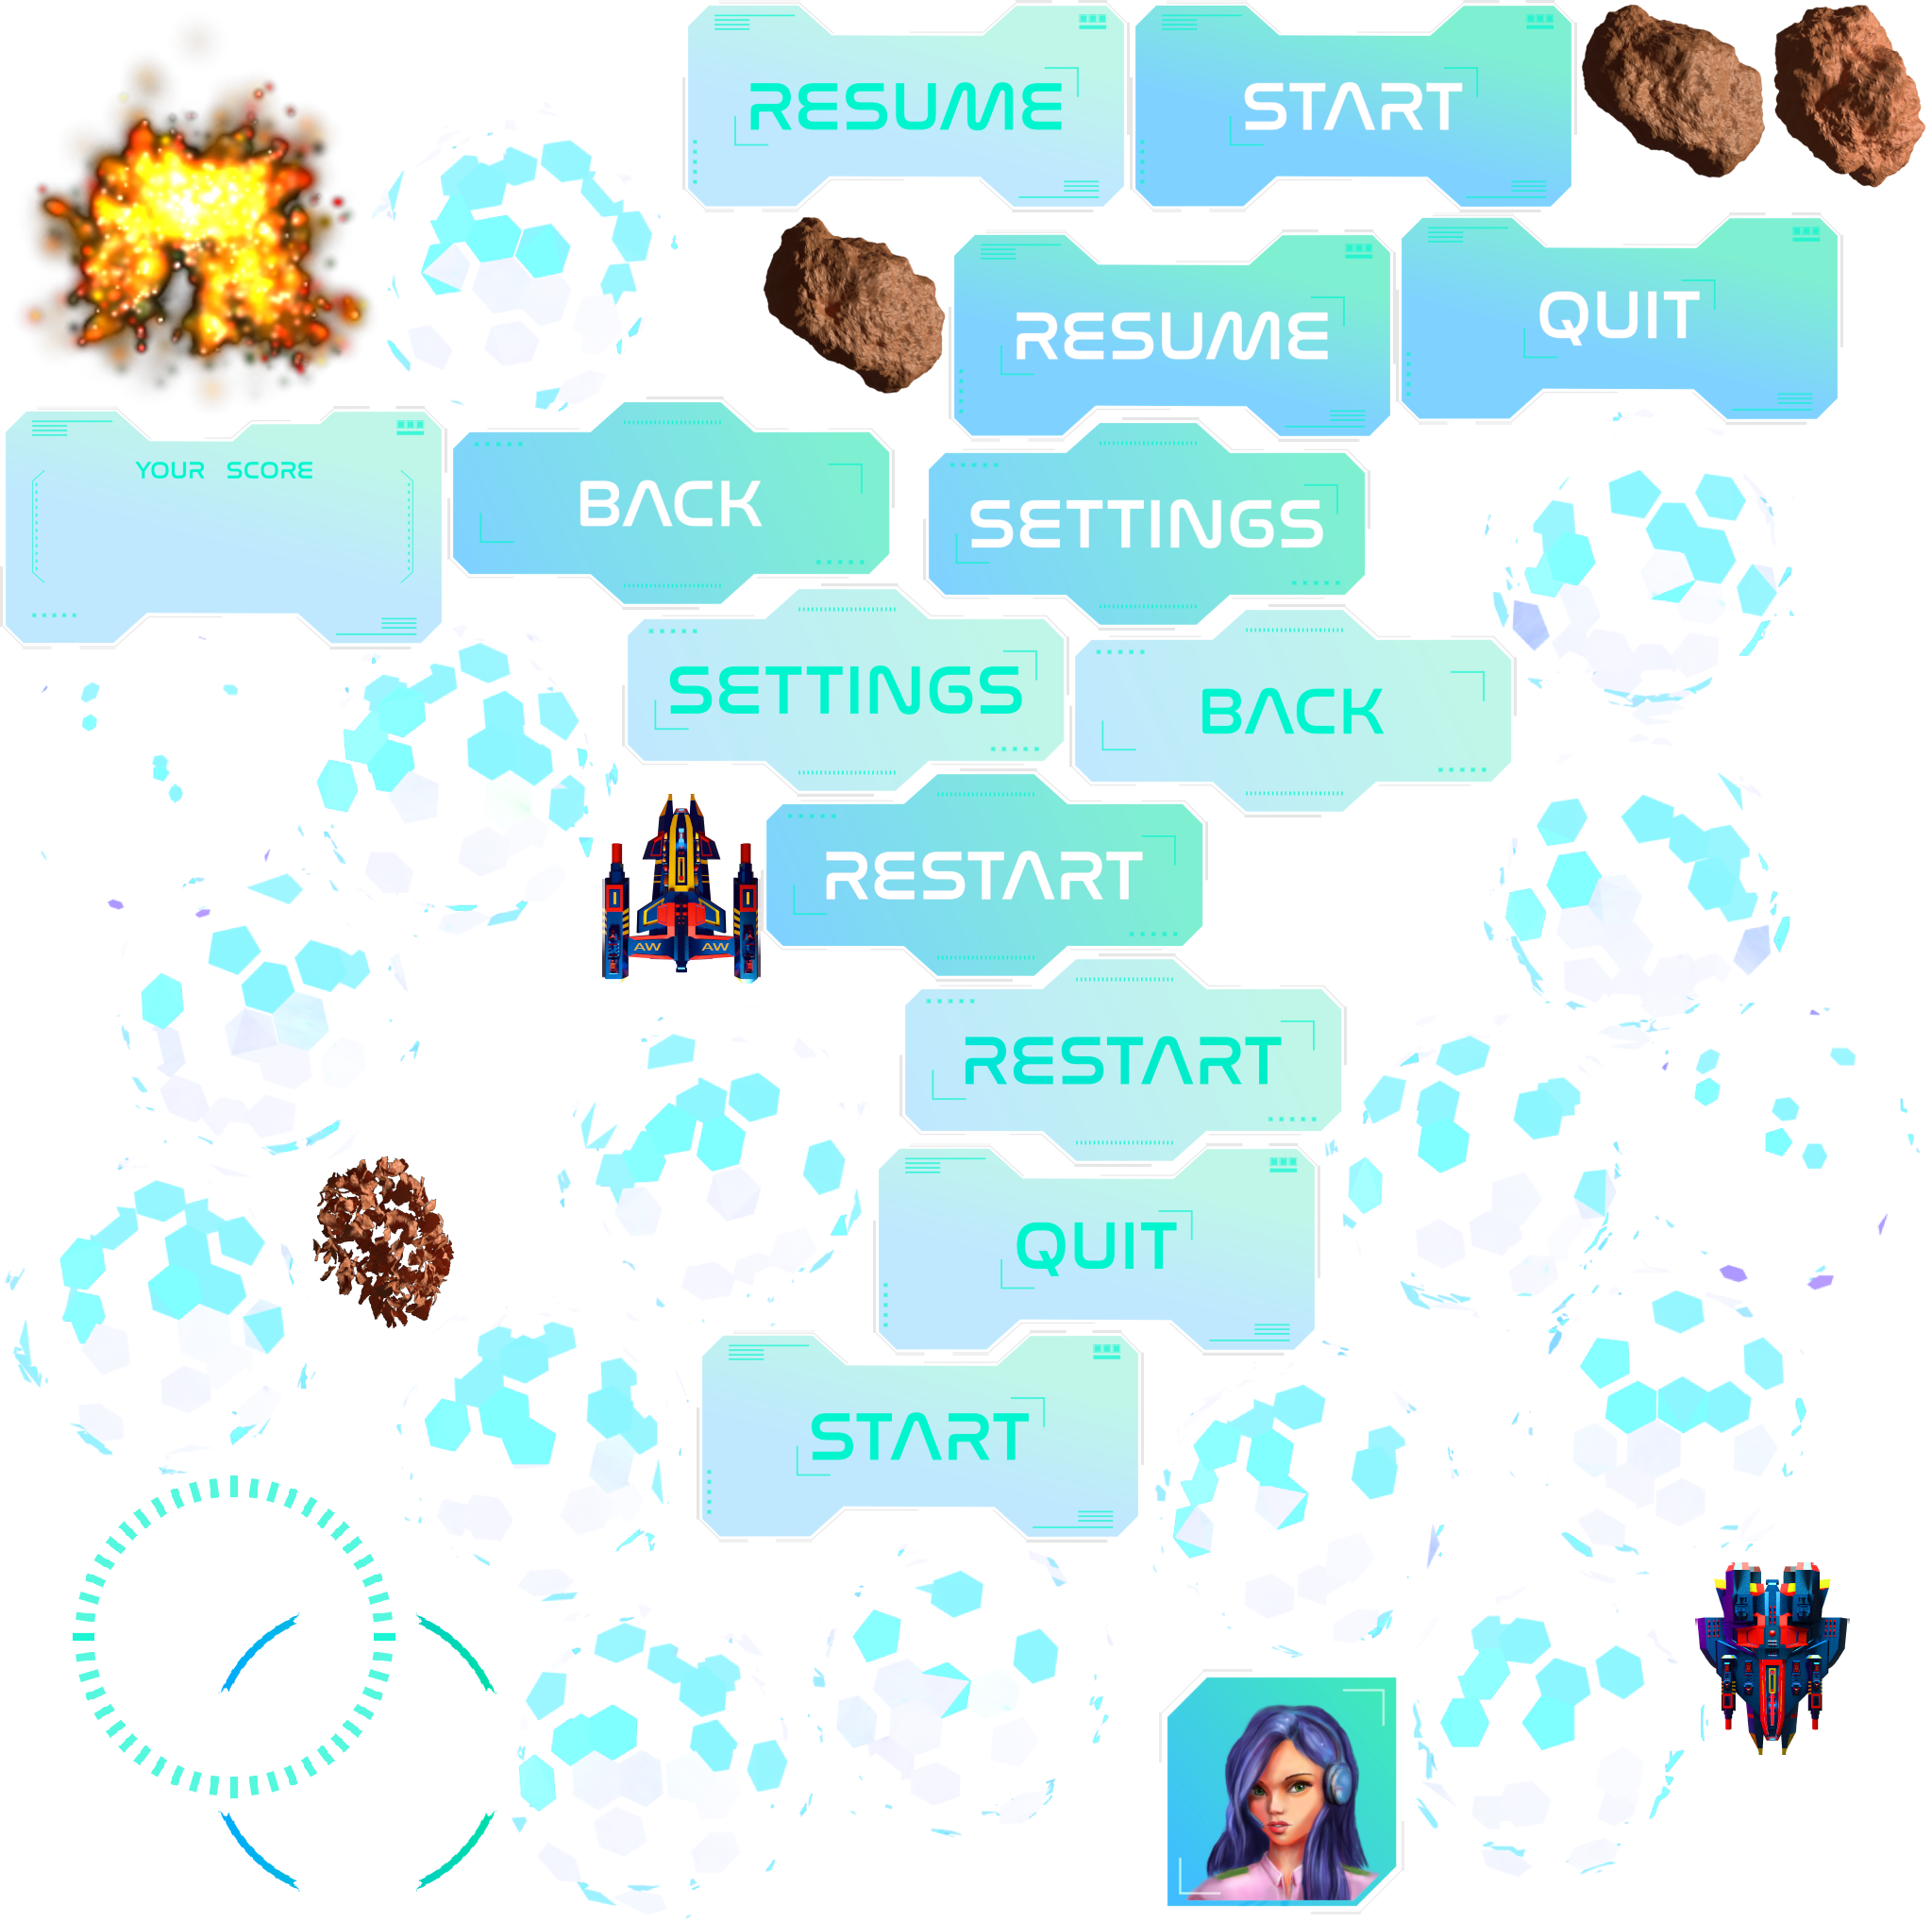 RESUME
START
RESUME
QUIT
YOUR SCORE
BACK
SETTINGS
SETTINGS
BACK
RESTART
AW AW
RESTART
QUIT
START